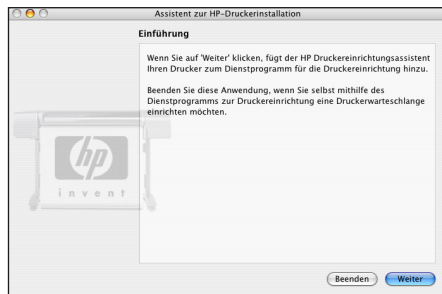 Assistent zur HP-Druckerinstallation
Einführung
Wenn Sie auf 'Weiter' klicken, fügt der HP Druckereinrichtungsassistent
Ihren Drucker zum Dienstprogramm für die Druckereinrichtung hinzu.
Beenden Sie diese Anwendung, wenn Sie selbst mithilfe des
Dienstprogramms zur Druckereinrichtung eine Druckerwarteschlange
einrichten möchten.
hp
invent
Beenden
Weiter